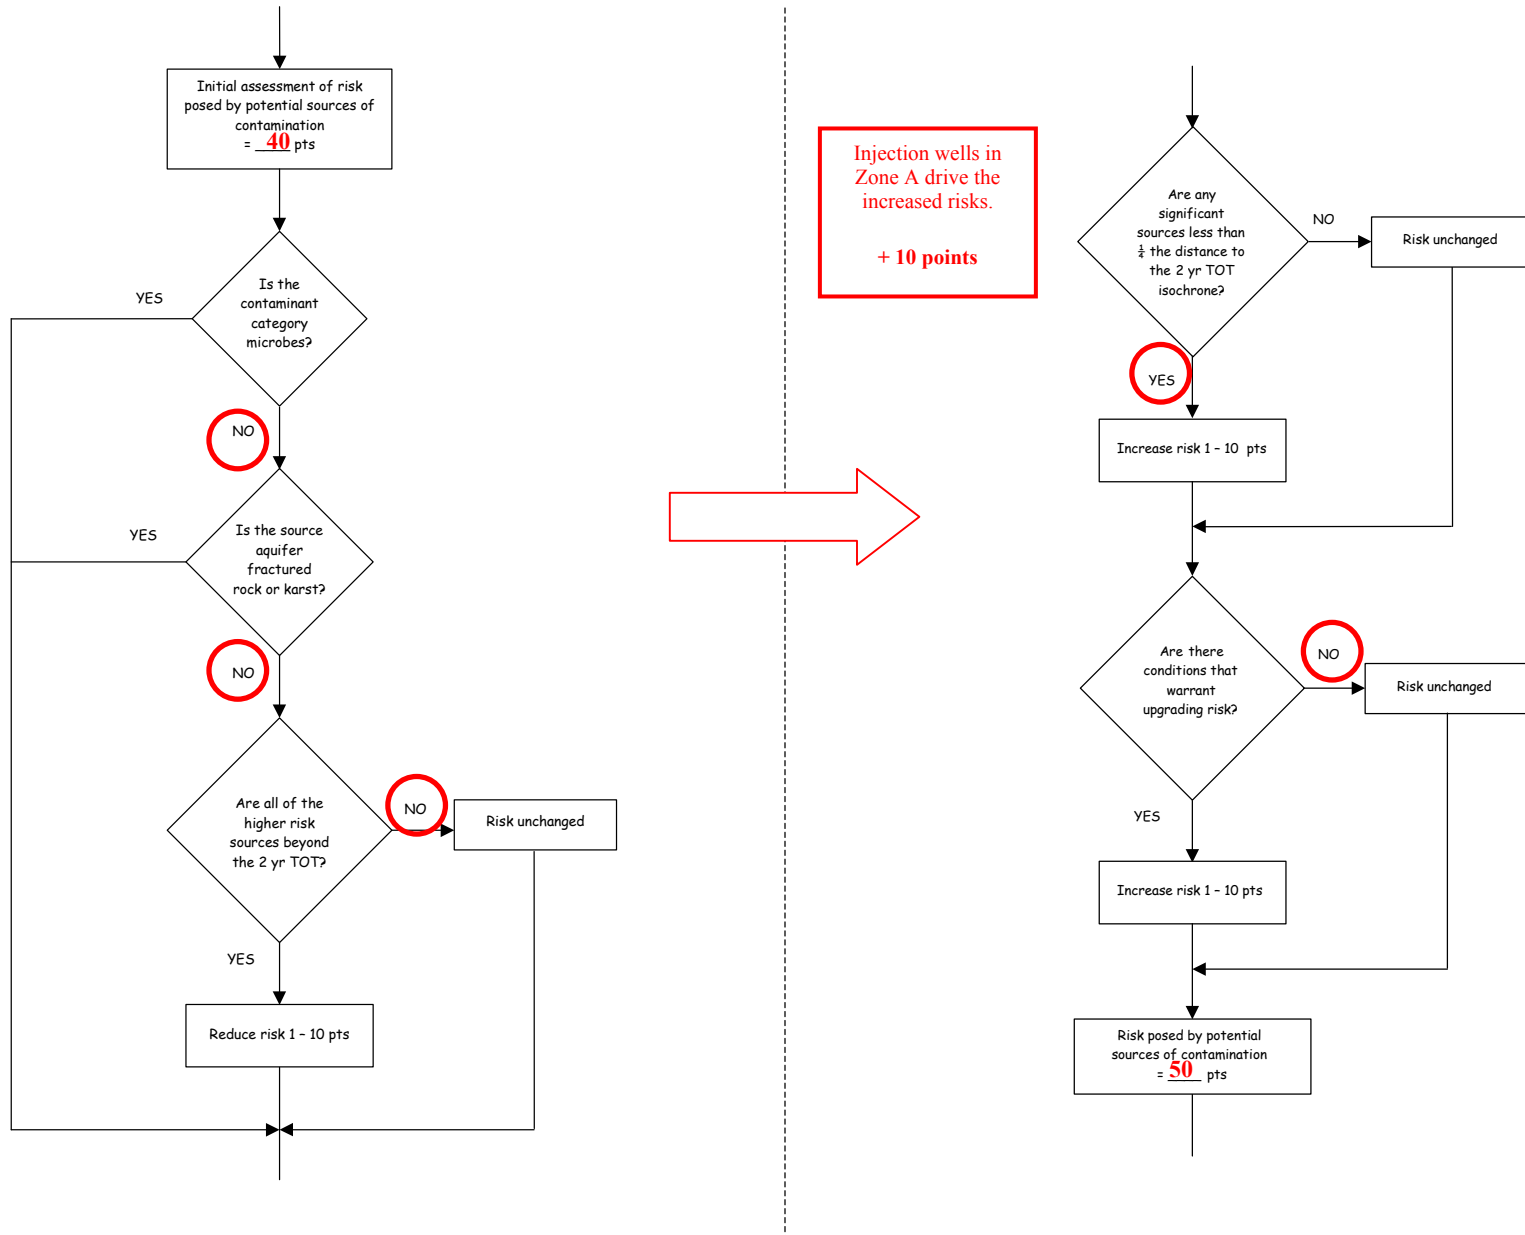 Initial assessment of risk
posed by potential sources of
contamination
= 40 pts
Is the
contaminant
category
microbes?
YES
NO
Is the source
aquifer
fractured
rock or karst?
YES
NO
Are all of the
higher risk
sources beyond
the 2 yr TOT?
NO
Risk unchanged
YES
Reduce risk 1 – 10 pts
Injection wells in
Zone A drive the
increased risks.
+ 10 points
Are any
significant
sources less than
¼ the distance to
the 2 yr TOT
isochrone?
NO
Risk unchanged
YES
Increase risk 1 – 10 pts
Are there
conditions that
warrant
upgrading risk?
NO
Risk unchanged
YES
Increase risk 1 – 10 pts
Risk posed by potential
sources of contamination
= 50 pts